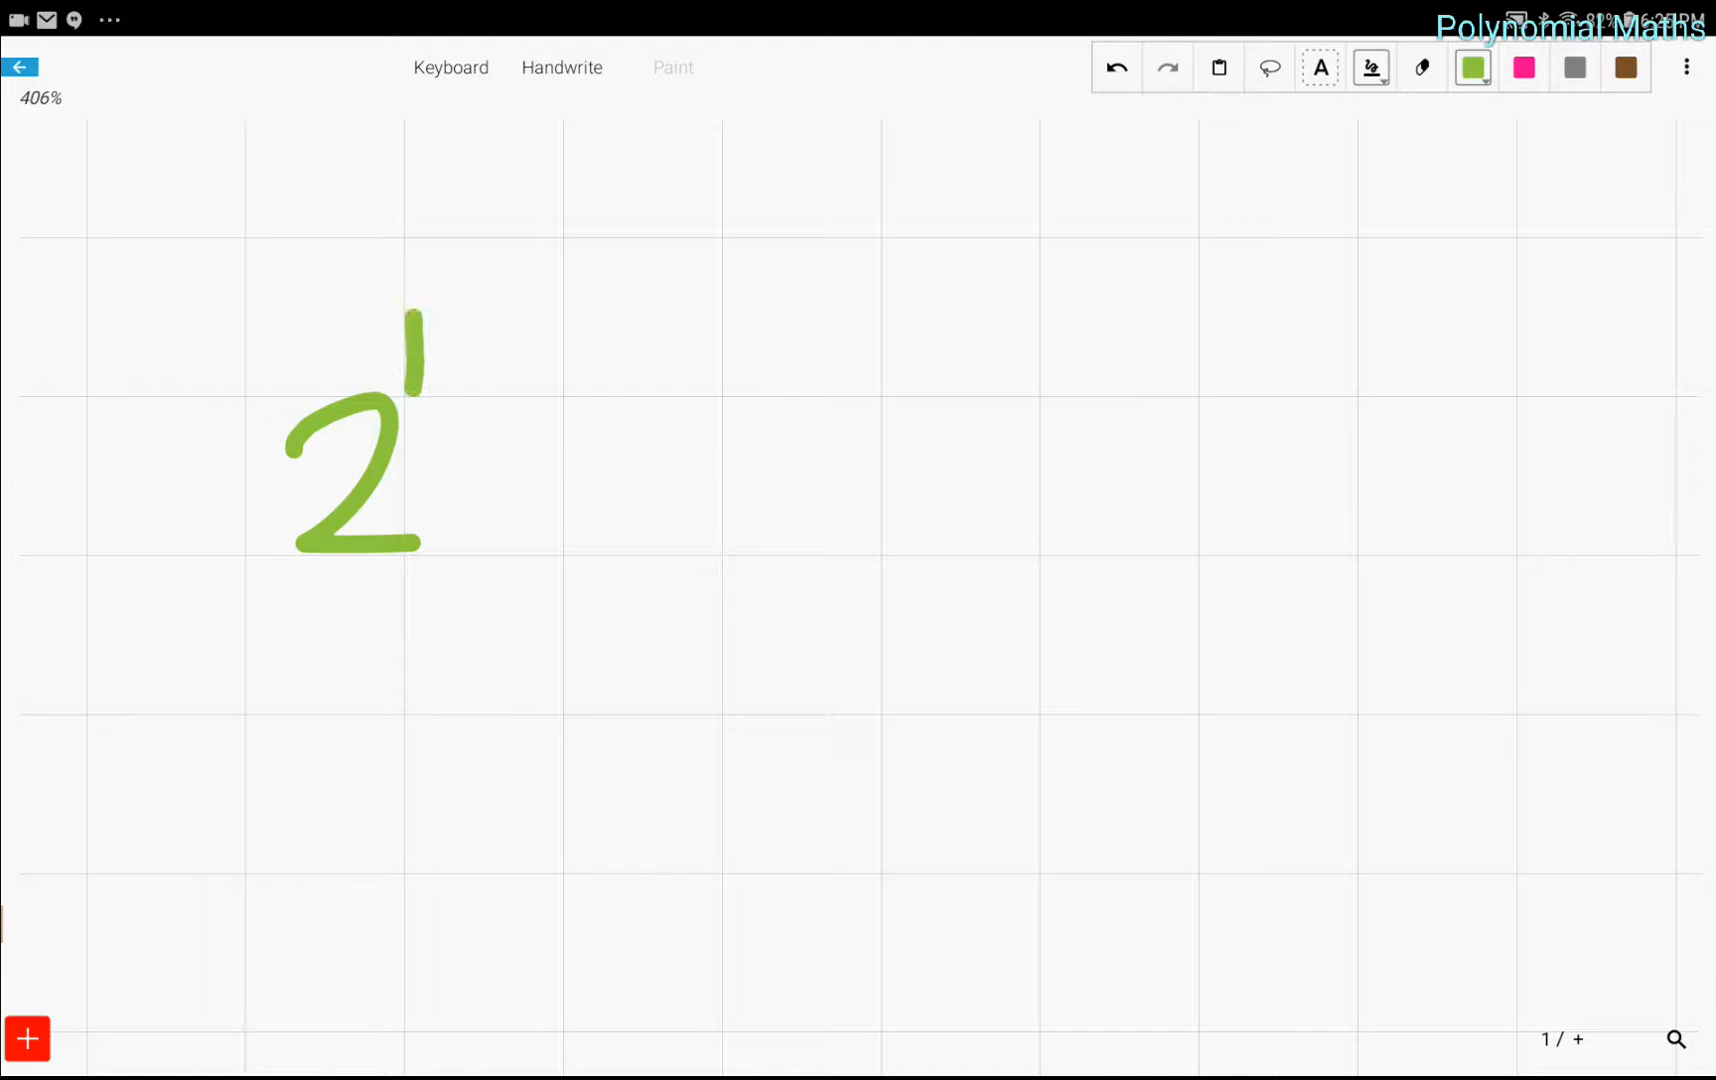 Polynomial Maths
Keyboard Handwrite Paint
A
406%
2¹
1 / +